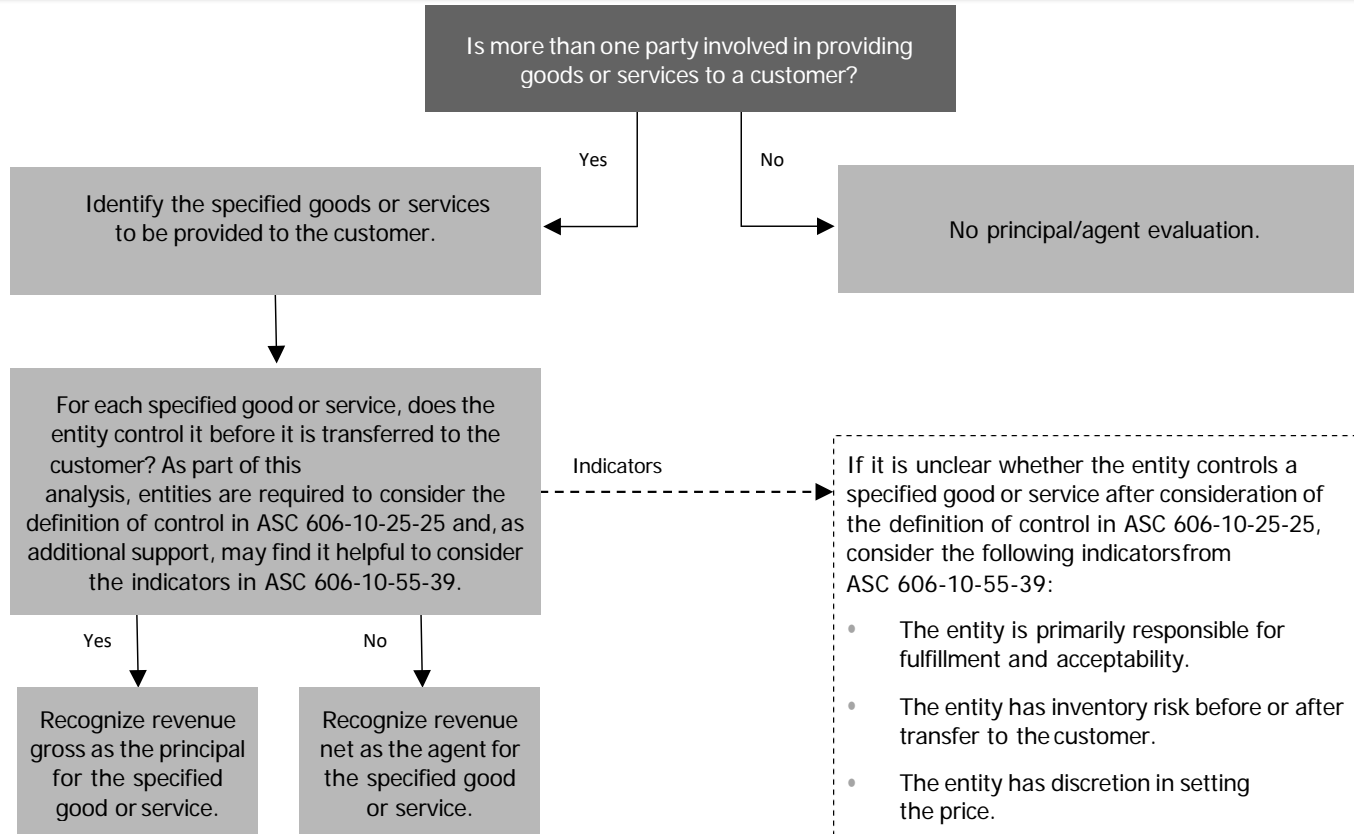 Is more than one party involved in providing
goods or services to a customer?
Yes
No
Identify the specified goods or services
to be provided to the customer.
No principal/agent evaluation.
For each specified good or service, does the
entity control it before it is transferred to the
customer? As part of this
analysis, entities are required to consider the
definition of control in ASC 606-10-25-25 and, as
additional support, may find it helpful to consider
the indicators in ASC 606-10-55-39.
Indicators
If it is unclear whether the entity controls a
specified good or service after consideration of
the definition of control in ASC 606-10-25-25,
consider the following indicators from
ASC 606-10-55-39:
• The entity is primarily responsible for
fulfillment and acceptability.
• The entity has inventory risk before or after
transfer to the customer.
• The entity has discretion in setting
the price.
Yes
No
Recognize revenue
gross as the principal
for the specified
good or service.
Recognize revenue
net as the agent for
the specified good
or service.